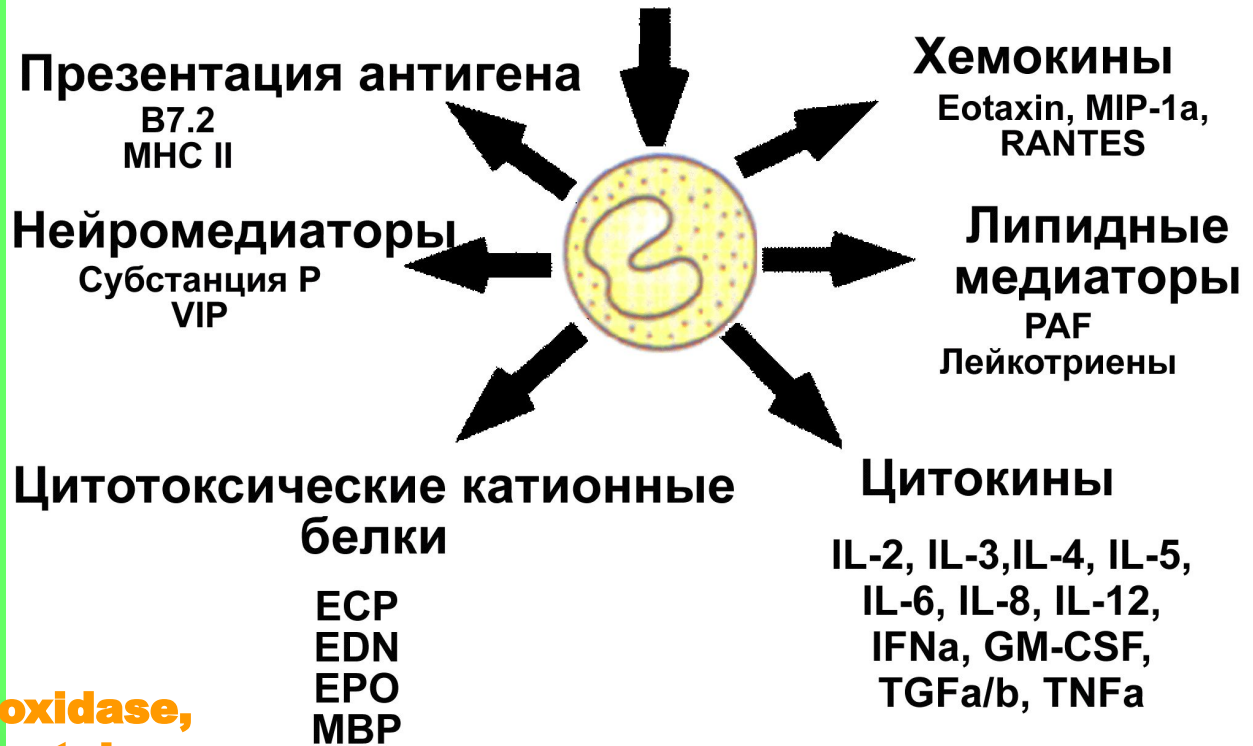 Презентация антигена
B7.2
MHC II
Хемокины
Eotaxin, MIP-1a,
RANTES
Нейромедиаторы
Субстанция P
VIP
Липидные
медиаторы
PAF
Лейкотриены
Цитотоксические катионные
белки
ECP
EDN
EPO
MBP
Цитокины
IL-2, IL-3,IL-4, IL-5,
IL-6, IL-8, IL-12,
IFNa, GM-CSF,
TGFa/b, TNFa
oxidase,